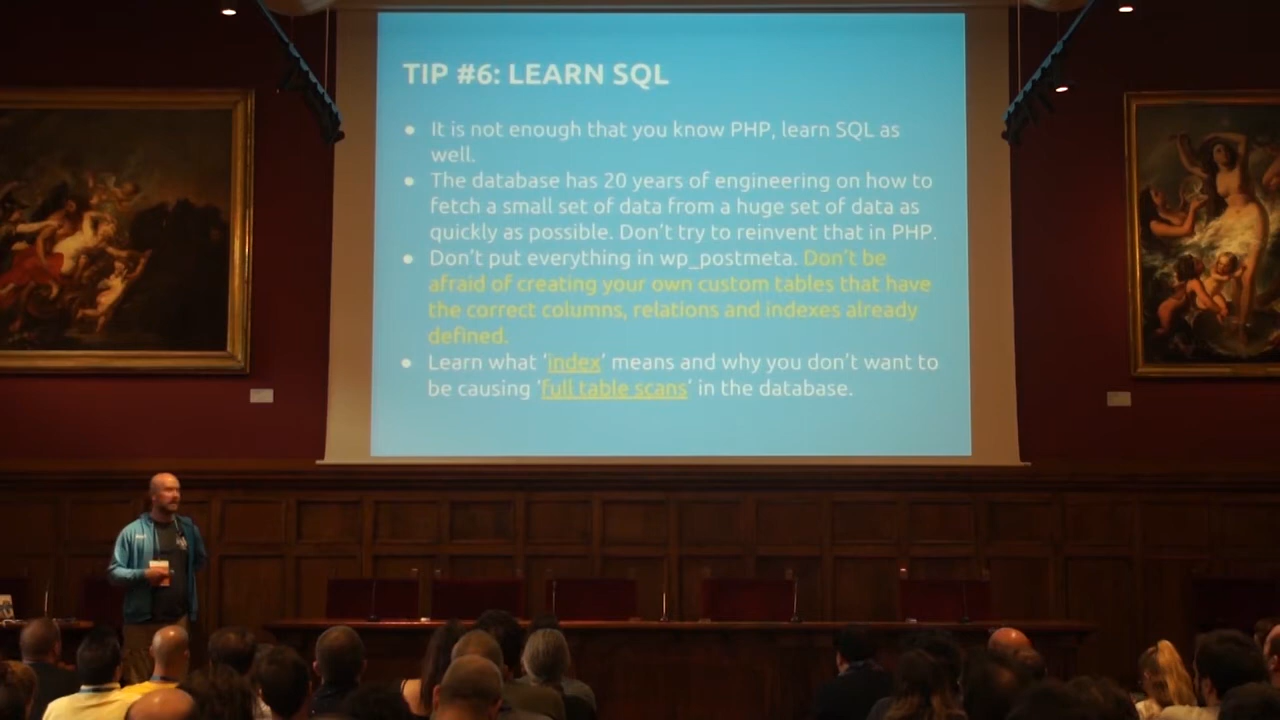 TIP #6: LEARN SQL
● It is not enough that you know PHP, learn SQL as
well.
● The database has 20 years of engineering on how to
fetch a small set of data from a huge set of data as
quickly as possible. Don't try to reinvent that in PHP.
● Don't put everything in wp_postmeta. Don't be
afraid of creating your own custom tables that have
the correct columns, relations and indexes already
defined.
● Learn what 'index' means and why you don't want to
be causing 'full table scans' in the database.